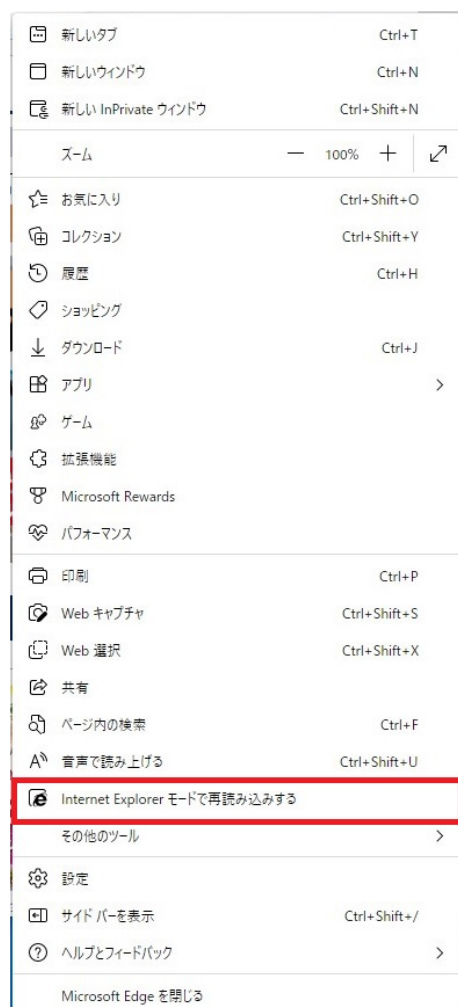 新しいタブ Ctrl+T
新しいウィンドウ Ctrl+N
新しい InPrivate ウィンドウ Ctrl+Shift+N
ズーム — 100% +
お気に入り Ctrl+Shift+O
コレクション Ctrl+Shift+Y
履歴 Ctrl+H
ショッピング
ダウンロード Ctrl+J
アプリ
ゲーム
拡張機能
Microsoft Rewards
パフォーマンス
印刷 Ctrl+P
Web キャプチャ Ctrl+Shift+S
Web 選択 Ctrl+Shift+X
共有
ページ内の検索 Ctrl+F
音声で読み上げる Ctrl+Shift+U
Internet Explorer モードで再読み込みする
その他のツール
設定
サイド バーを表示 Ctrl+Shift+/
ヘルプとフィードバック
Microsoft Edge を閉じる